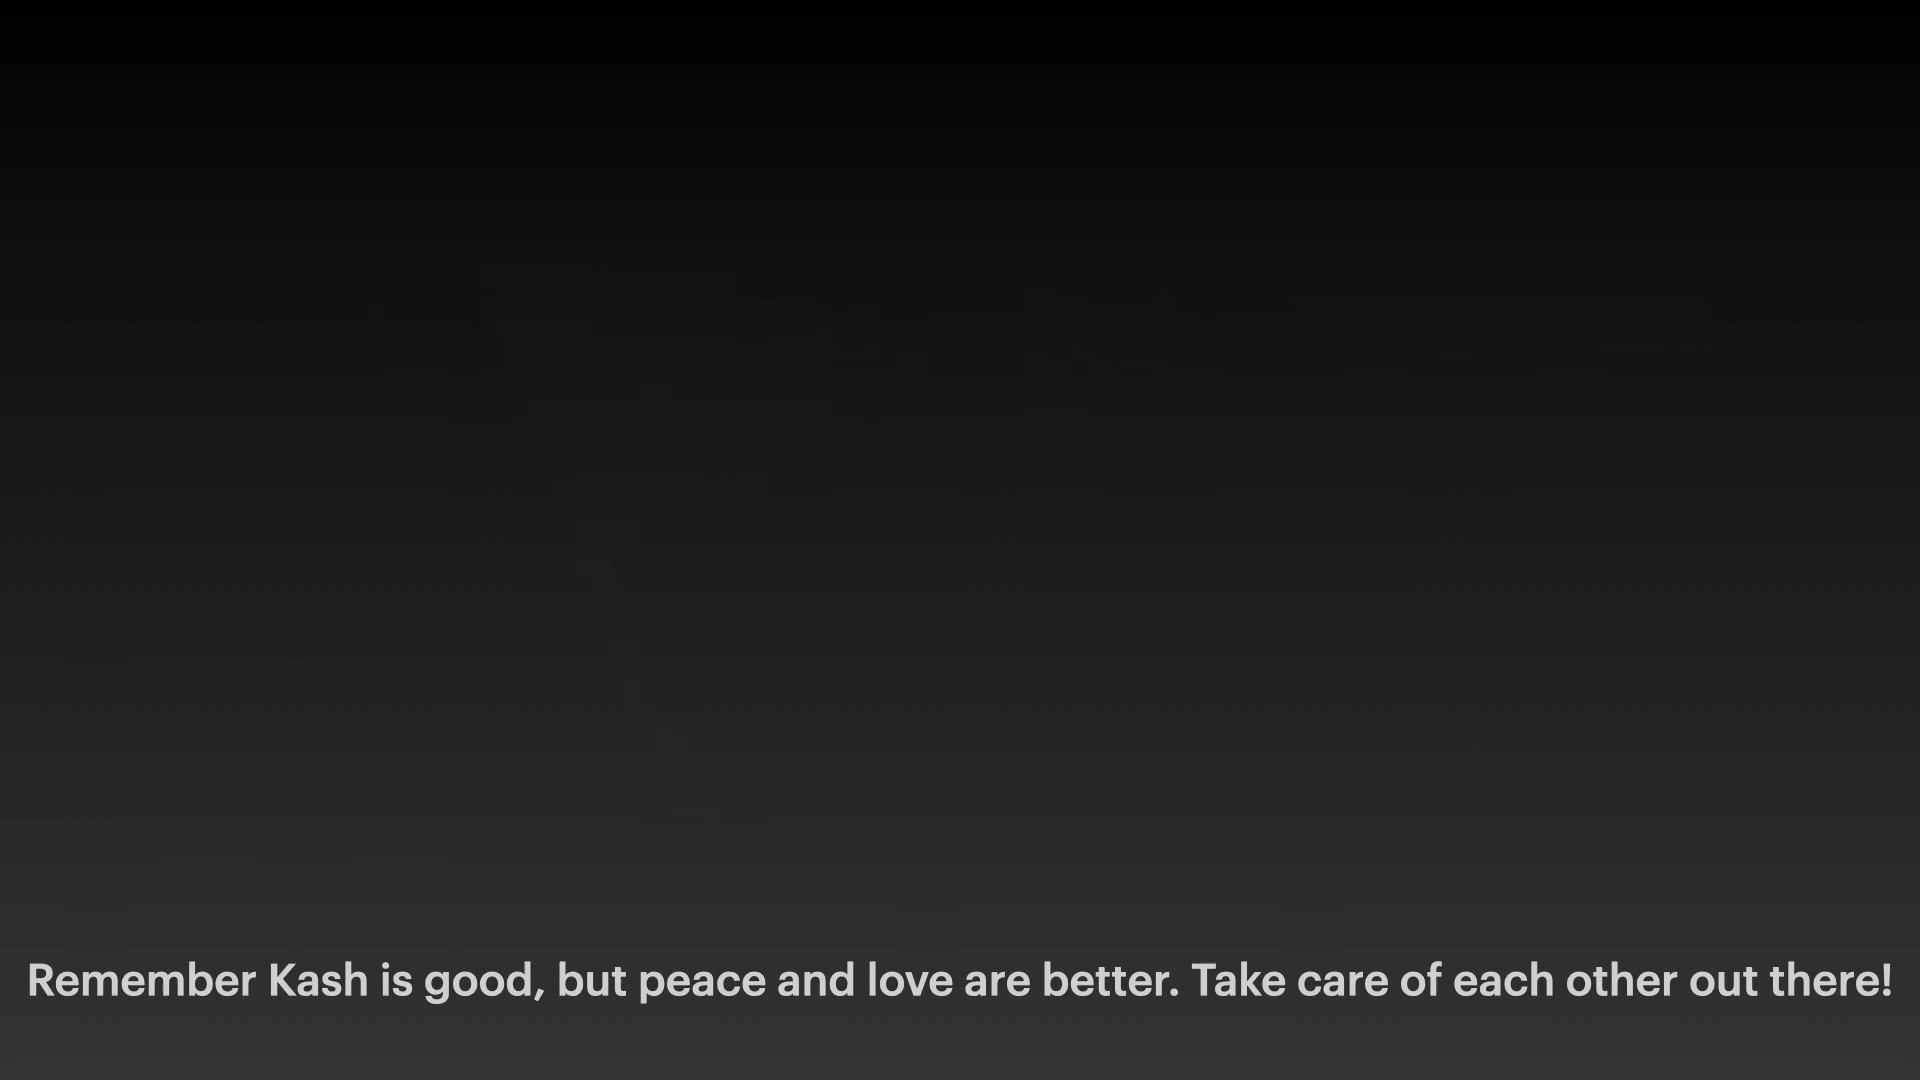 Remember Kash is good, but peace and love are better. Take care of each other out there!